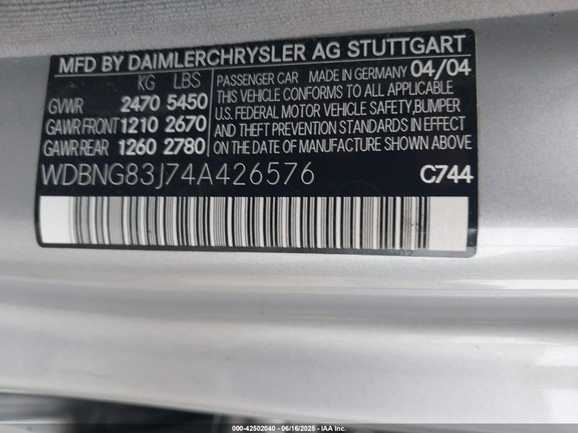 MFD BY DAIMLERCHRYSLER AG STUTTGART
KG LBS
GVWR 2470 5450
GAWR FRONT 1210 2670
GAWR REAR 1260 2780
PASSENGER CAR MADE IN GERMANY 04/04
THIS VEHICLE CONFORMS TO ALL APPLICABLE
U.S. FEDERAL MOTOR VEHICLE SAFETY, BUMPER
AND THEFT PREVENTION STANDARDS IN EFFECT
ON THE DATE OF MANUFACTURE SHOWN ABOVE
WDBNG83J74A426576 C744
000-42502040 - 06/16/2025 - IAA Inc.